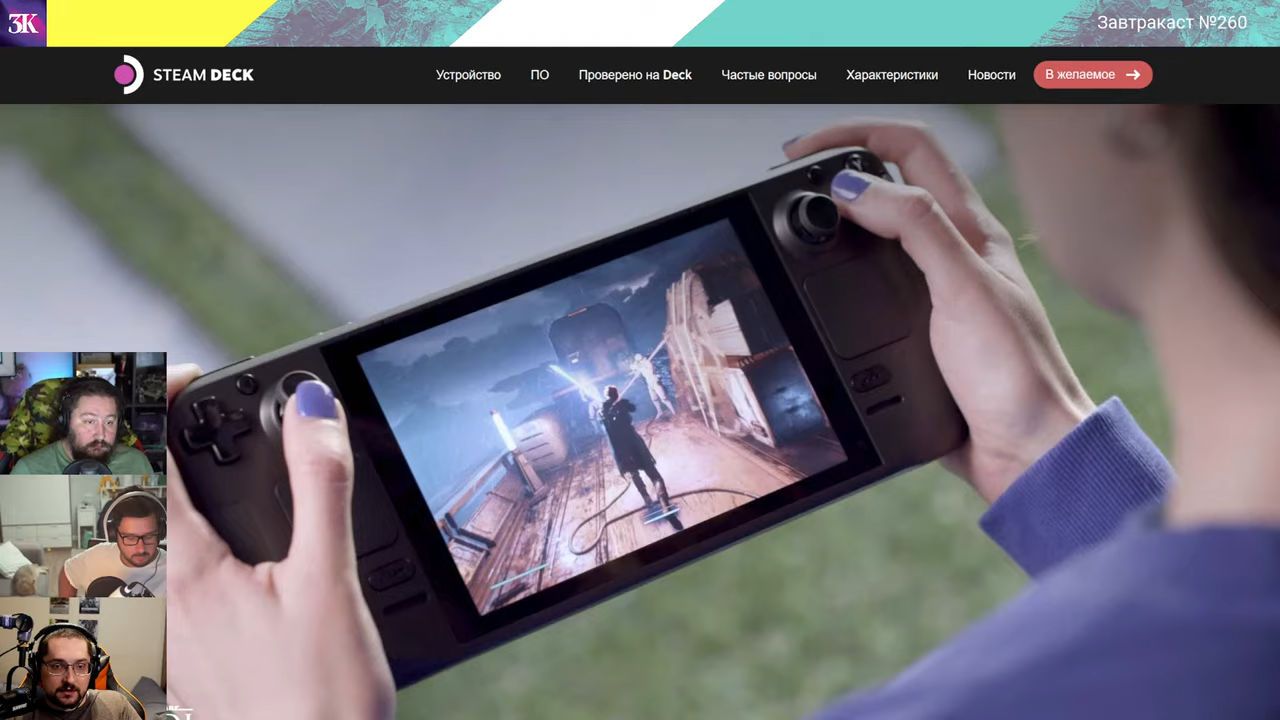 ЗК
Завтракаст №260
STEAM DECK
Устройство
ПО
Проверено на Deck
Частые вопросы
Характеристики
Новости
В желаемое →